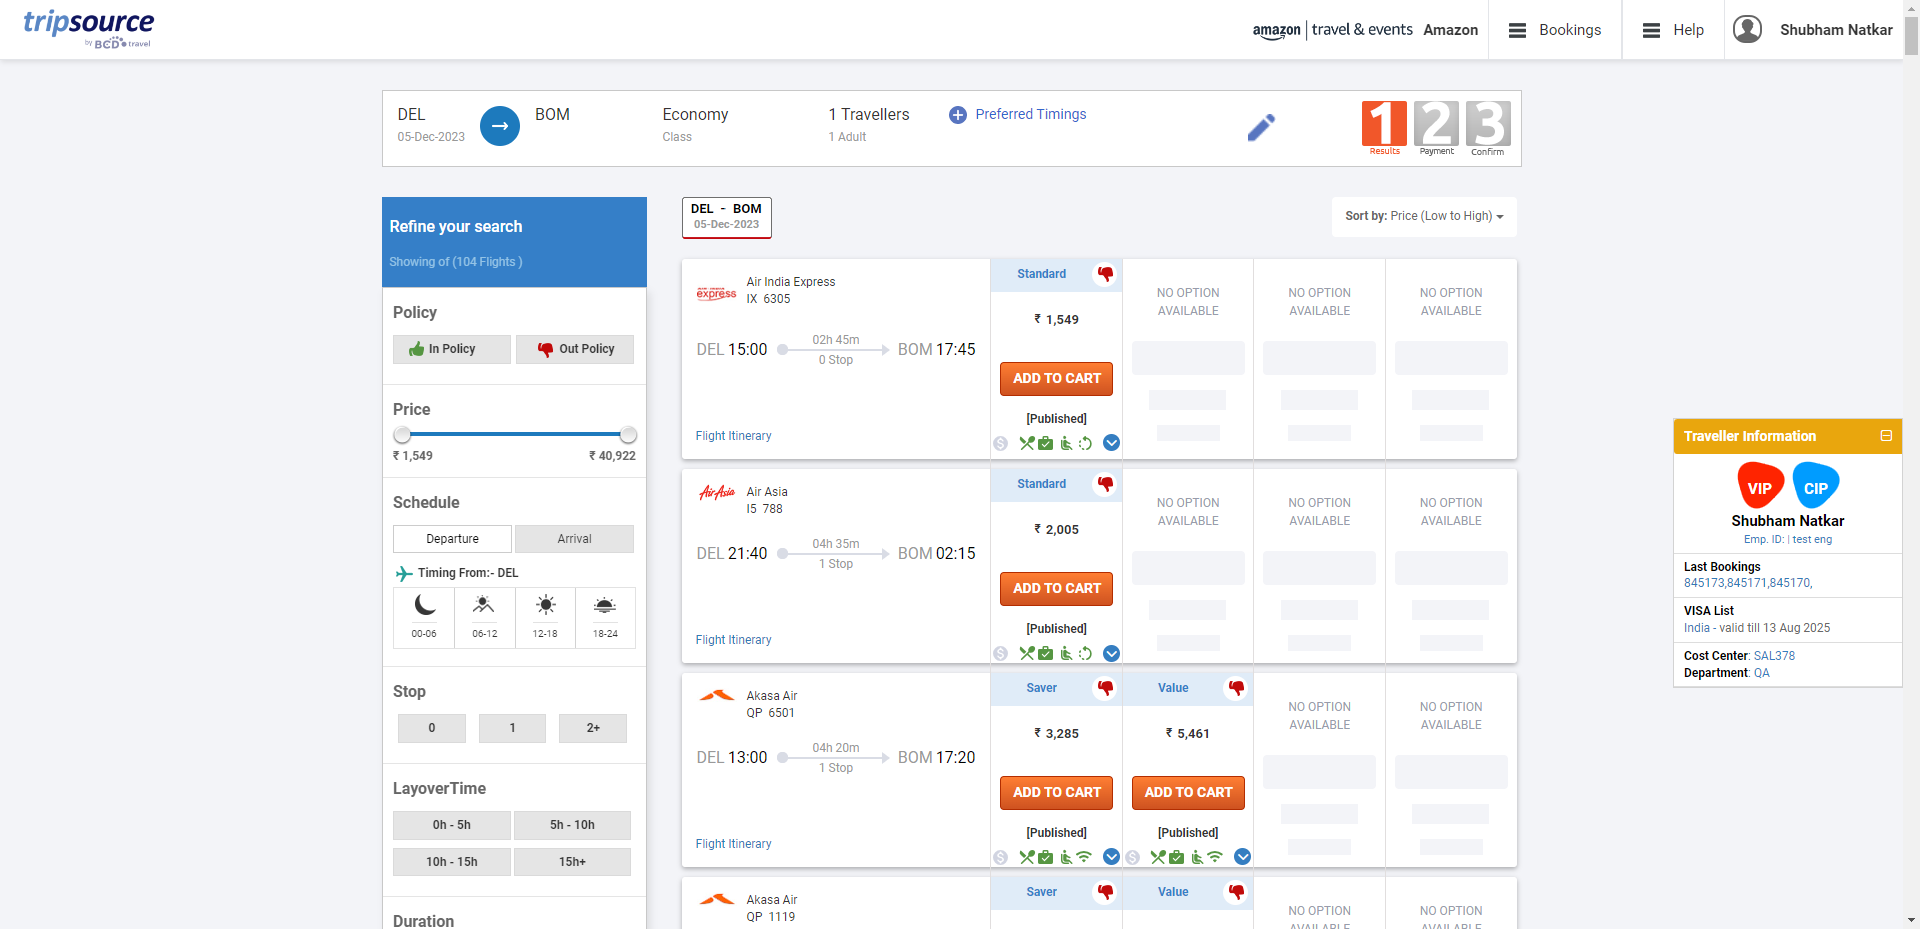 tripsource
by BCD travel
amazon | travel & events Amazon
Bookings
Help
Shubham Natkar
DEL
05-Dec-2023
BOM
Economy
Class
1 Travellers
1 Adult
Preferred Timings
1 2 3
Results Payment Confirm
Refine your search
Showing of (104 Flights )
Policy
In Policy
Out Policy
Price
₹ 1,549
₹ 40,922
Schedule
Departure
Arrival
Timing From:- DEL
00-06
06-12
12-18
18-24
Stop
0
1
2+
LayoverTime
0h - 5h
5h - 10h
10h - 15h
15h+
Duration
DEL - BOM
05-Dec-2023
Sort by: Price (Low to High)
express
Air India Express
IX 6305
DEL 15:00
02h 45m
0 Stop
BOM 17:45
Flight Itinerary
Standard
₹ 1,549
ADD TO CART
[Published]
NO OPTION
AVAILABLE
NO OPTION
AVAILABLE
NO OPTION
AVAILABLE
AirAsia
Air Asia
I5 788
DEL 21:40
04h 35m
1 Stop
BOM 02:15
Flight Itinerary
Standard
₹ 2,005
ADD TO CART
[Published]
NO OPTION
AVAILABLE
NO OPTION
AVAILABLE
NO OPTION
AVAILABLE
Akasa Air
QP 6501
DEL 13:00
04h 20m
1 Stop
BOM 17:20
Flight Itinerary
Saver
₹ 3,285
ADD TO CART
[Published]
Value
₹ 5,461
ADD TO CART
[Published]
NO OPTION
AVAILABLE
NO OPTION
AVAILABLE
Akasa Air
QP 1119
Saver
Value
NO OPTION
AVAILABLE
NO OPTION
AVAILABLE
Traveller Information
VIP CIP
Shubham Natkar
Emp. ID: | test eng
Last Bookings
845173,845171,845170,
VISA List
India - valid till 13 Aug 2025
Cost Center: SAL378
Department: QA